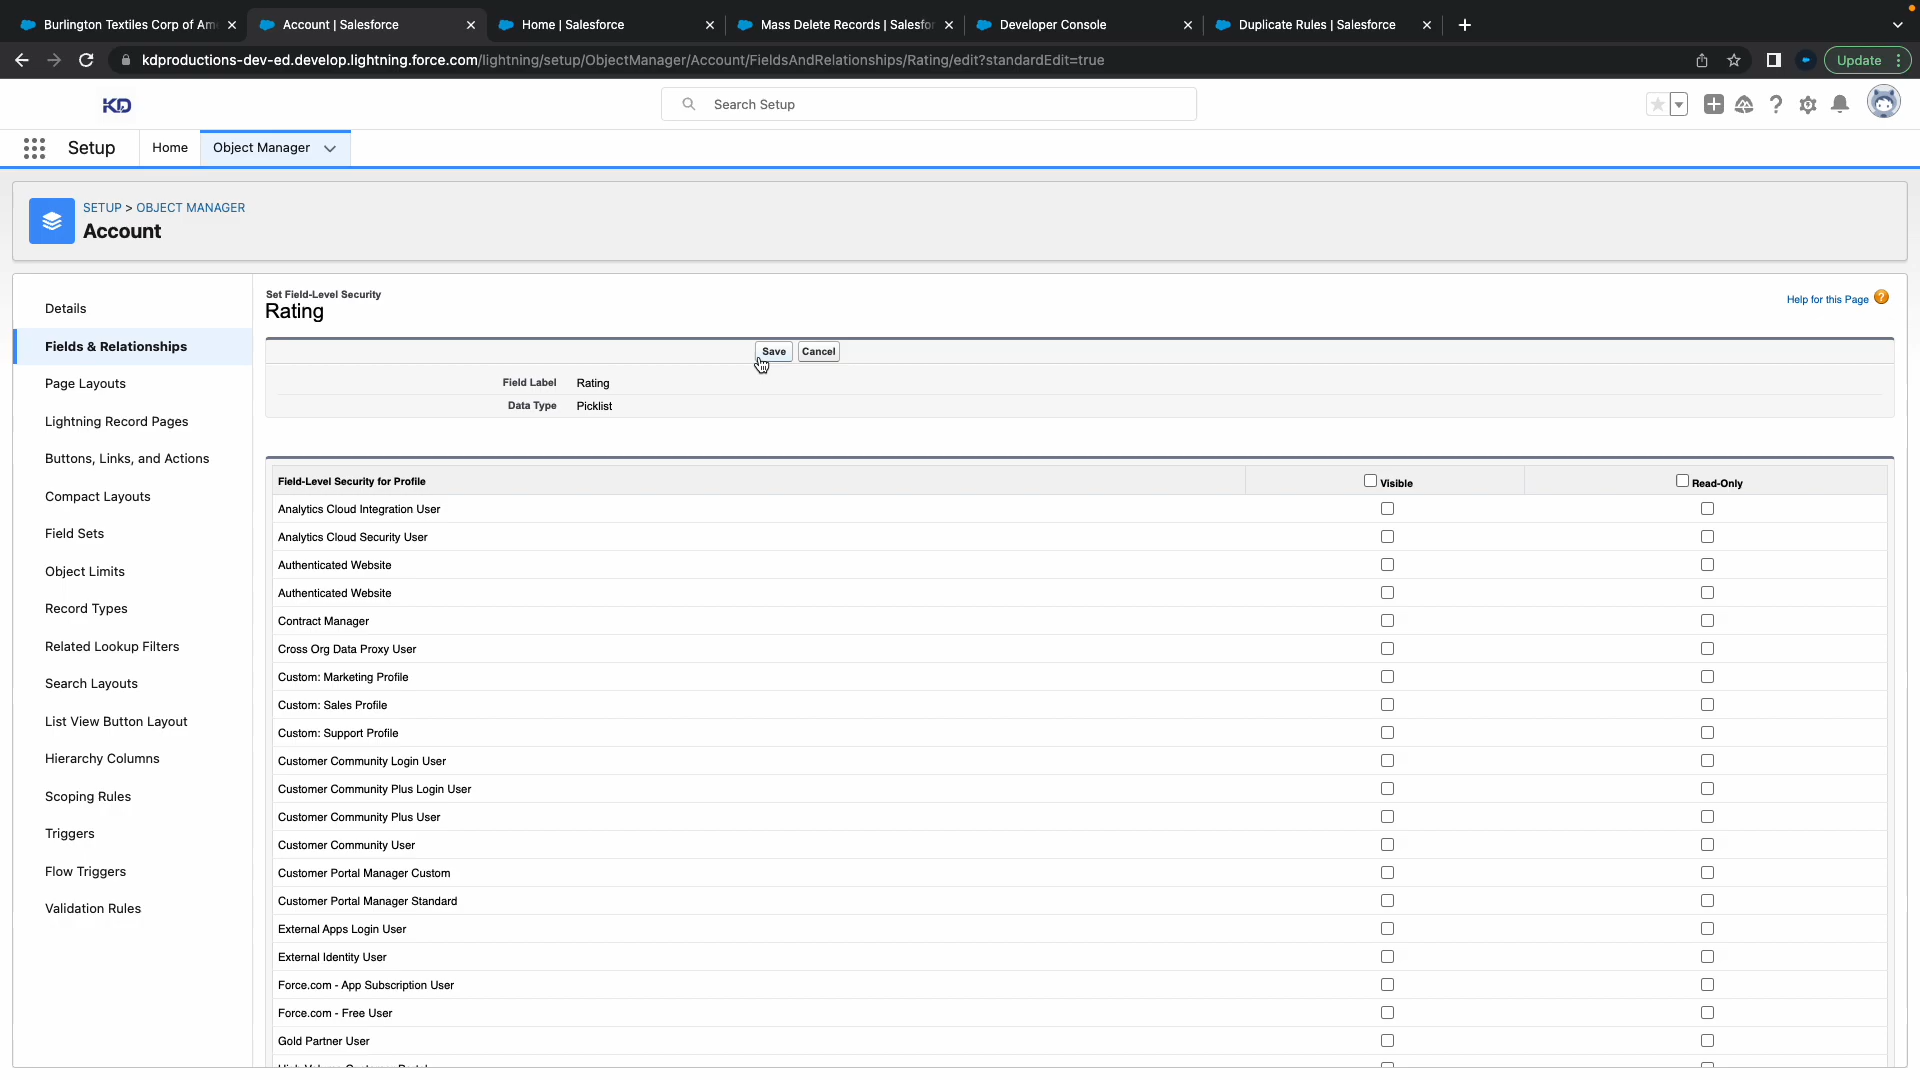 Burlington Textiles Corp of Am
Account | Salesforce
Home | Salesforce
Mass Delete Records | Salesfor
Developer Console
Duplicate Rules | Salesforce
kdproductions-dev-ed.develop.lightning.force.com/lightning/setup/ObjectManager/Account/FieldsAndRelationships/Rating/edit?standardEdit=true
Update
KD
Search Setup
Setup
Home
Object Manager
SETUP > OBJECT MANAGER
Account
Details
Fields & Relationships
Page Layouts
Lightning Record Pages
Buttons, Links, and Actions
Compact Layouts
Field Sets
Object Limits
Record Types
Related Lookup Filters
Search Layouts
List View Button Layout
Hierarchy Columns
Scoping Rules
Triggers
Flow Triggers
Validation Rules
Set Field-Level Security
Rating
Help for this Page
Save Cancel
Field Label Rating
Data Type Picklist
Field-Level Security for Profile Visible Read-Only
Analytics Cloud Integration User
Analytics Cloud Security User
Authenticated Website
Authenticated Website
Contract Manager
Cross Org Data Proxy User
Custom: Marketing Profile
Custom: Sales Profile
Custom: Support Profile
Customer Community Login User
Customer Community Plus Login User
Customer Community Plus User
Customer Community User
Customer Portal Manager Custom
Customer Portal Manager Standard
External Apps Login User
External Identity User
Force.com - App Subscription User
Force.com - Free User
Gold Partner User